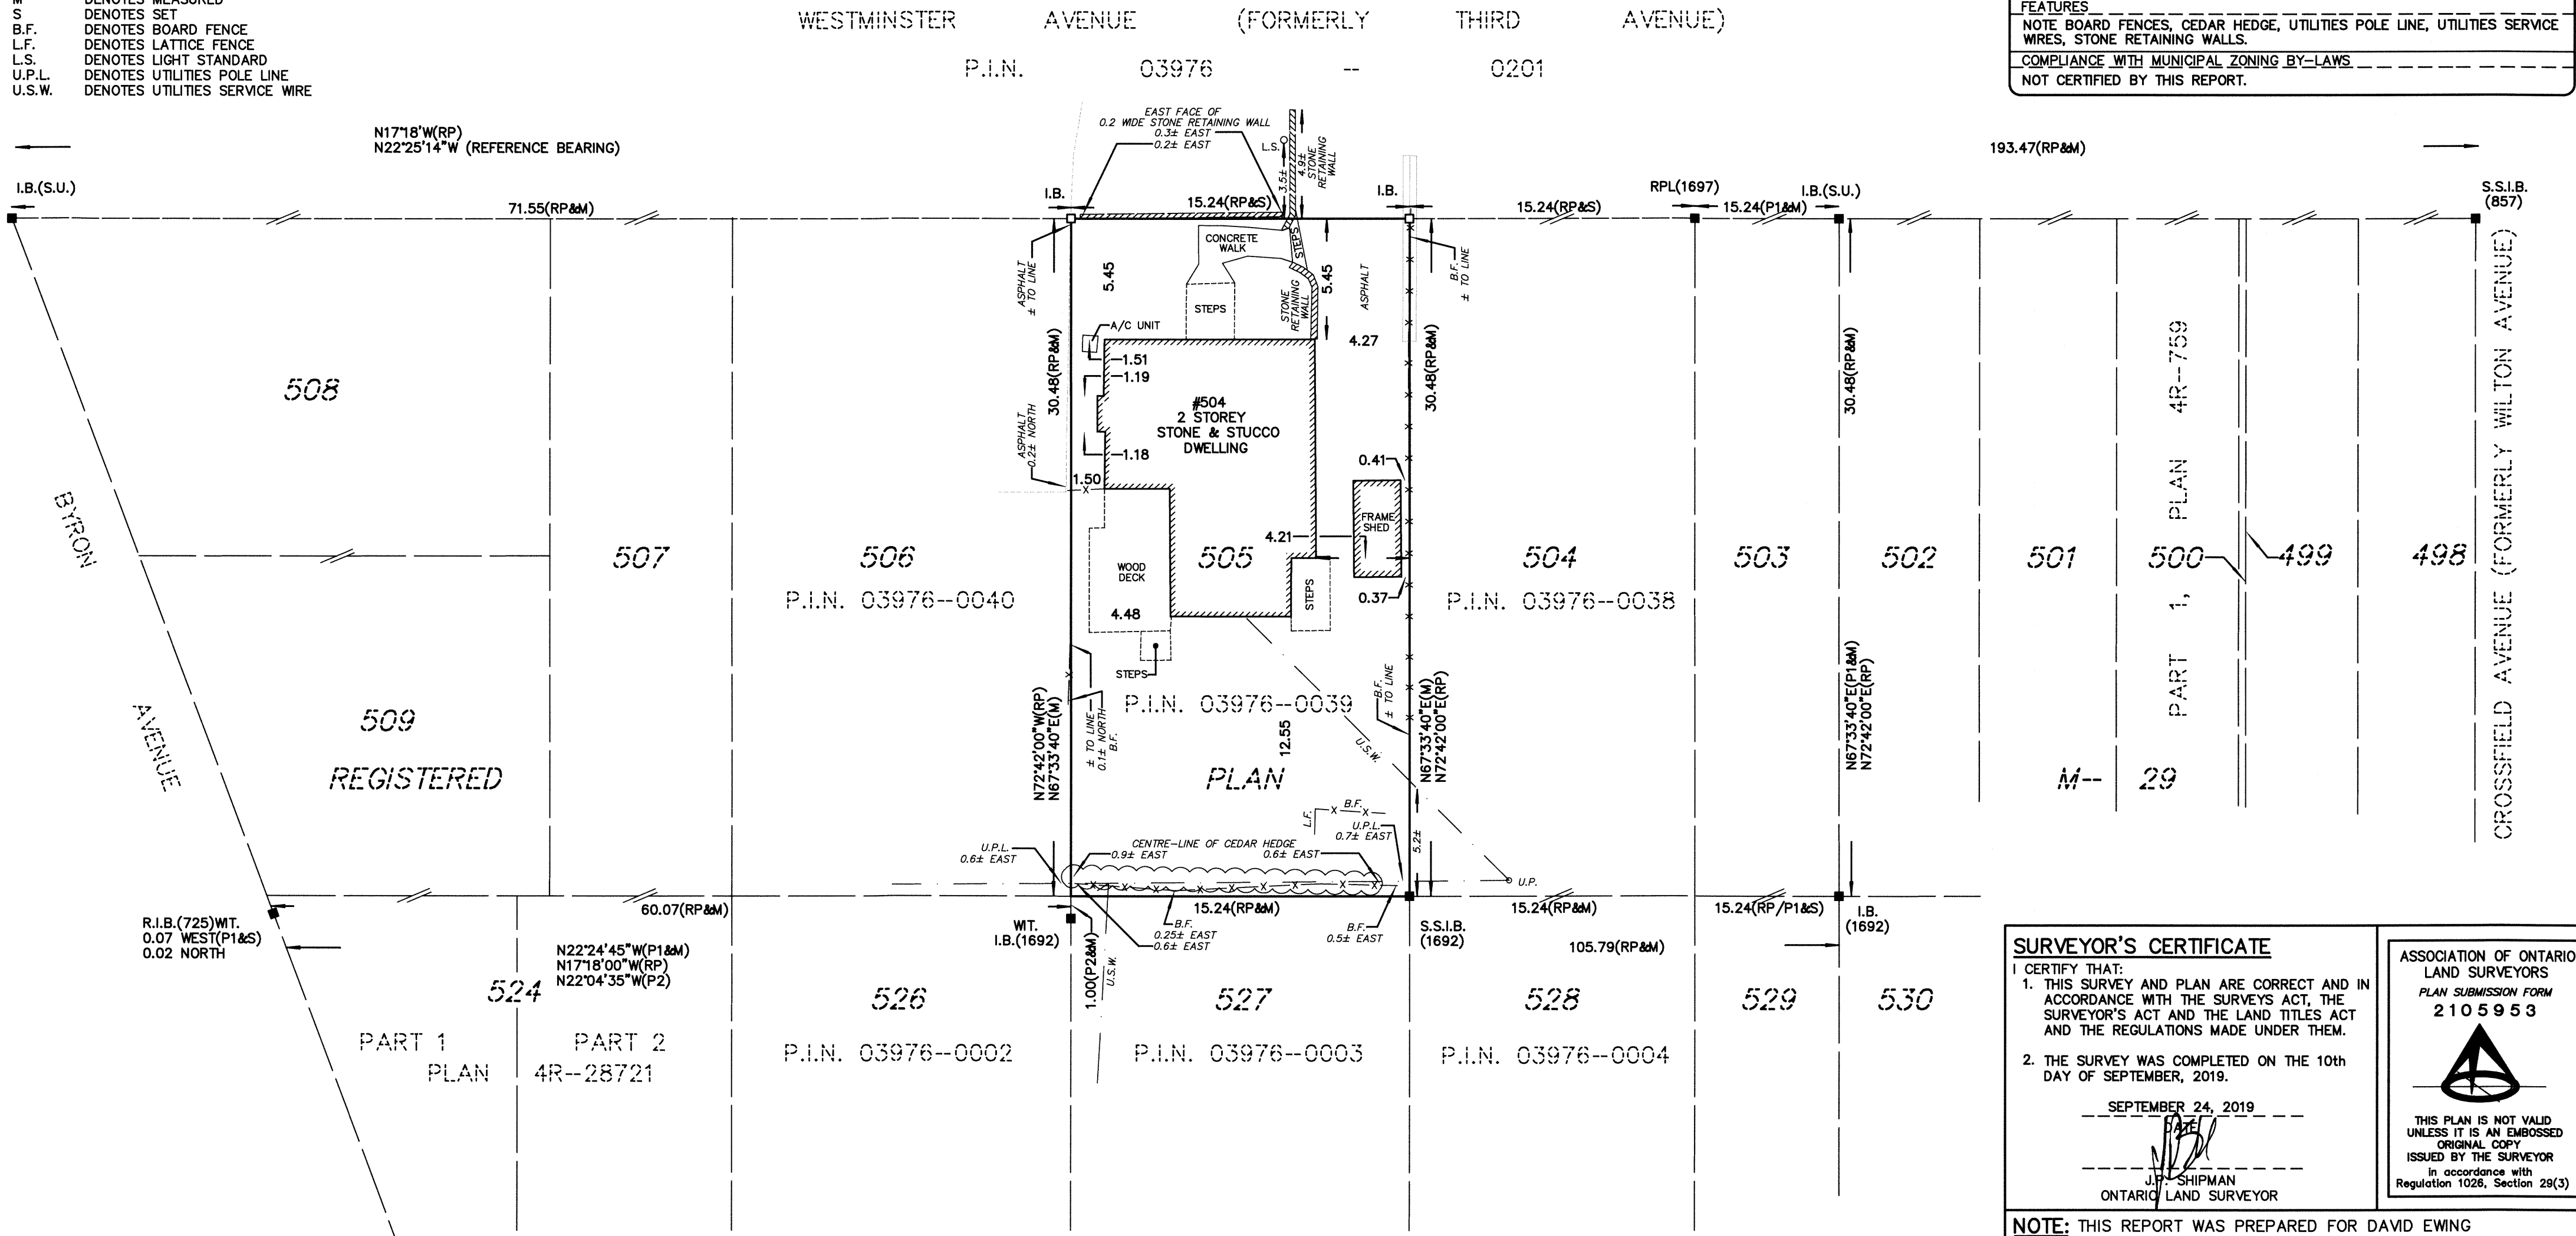 M DENOTES MEASURED
S DENOTES SET
B.F. DENOTES BOARD FENCE
L.F. DENOTES LATTICE FENCE
L.S. DENOTES LIGHT STANDARD
U.P.L. DENOTES UTILITIES POLE LINE
U.S.W. DENOTES UTILITIES SERVICE WIRE
WESTMINSTER AVENUE (FORMERLY THIRD AVENUE)
P.I.N. 03976 -- 0201
FEATURES
NOTE BOARD FENCES, CEDAR HEDGE, UTILITIES POLE LINE, UTILITIES SERVICE
WIRES, STONE RETAINING WALLS.
COMPLIANCE WITH MUNICIPAL ZONING BY-LAWS
NOT CERTIFIED BY THIS REPORT.
N17°18'W(RP)
N22°25'14"W (REFERENCE BEARING)
193.47(RP&M)
I.B.(S.U.)
71.55(RP&M)
I.B.
EAST FACE OF
0.2 WIDE STONE RETAINING WALL
0.3± EAST
0.2± EAST
15.24(RP&S)
L.S.
3.5±
4.9±
STONE
RETAINING
WALL
I.B.
15.24(RP&S)
RPL(1697)
15.24(P1&M)
I.B.(S.U.)
S.S.I.B.
(857)
ASPHALT
± TO LINE
5.45
CONCRETE
WALK
STEPS
STEPS
STONE
RETAINING
WALL
5.45
ASPHALT
B.F.
± TO LINE
A/C UNIT
1.51
1.19
1.18
1.50
4.27
30.48(RP&M)
30.48(RP&M)
30.48(RP&M)
ASPHALT
0.2± NORTH
#504
2 STOREY
STONE & STUCCO
DWELLING
0.41
FRAME
SHED
4.21
0.37
WOOD
DECK
4.48
STEPS
STEPS
508
507
506
505
504
503
502
501
500
499
498
P.I.N. 03976--0040
P.I.N. 03976--0038
P.I.N. 03976--0039
PART 1, PLAN 4R--759
CROSSFIELD AVENUE (FORMERLY WILTON AVENUE)
BYRON
AVENUE
509
REGISTERED
PLAN
M-- 29
N72°42'00"W(RP)
N67°33'40"E(M)
± TO LINE
0.1± NORTH
B.F.
12.55
U.S.W.
B.F.
± TO LINE
N67°33'40"E(M)
N72°42'00"E(RP)
N67°33'40"E(P1&M)
N72°42'00"E(RP)
L.F.
B.F.
U.P.L.
0.7± EAST
5.2±
U.P.L.
0.6± EAST
CENTRE-LINE OF CEDAR HEDGE
0.9± EAST
0.6± EAST
U.P.
60.07(RP&M)
15.24(RP&M)
15.24(RP&M)
15.24(RP/P1&S)
I.B.
(1692)
R.I.B.(725)WIT.
0.07 WEST(P1&S)
0.02 NORTH
WIT.
I.B.(1692)
B.F.
0.25± EAST
0.6± EAST
B.F.
0.5± EAST
S.S.I.B.
(1692)
105.79(RP&M)
N22°24'45"W(P1&M)
N17°18'00"W(RP)
N22°04'35"W(P2)
1.00(P2&M)
U.S.W.
524
526
527
528
529
530
PART 1
PART 2
PLAN 4R--28721
P.I.N. 03976--0002
P.I.N. 03976--0003
P.I.N. 03976--0004
SURVEYOR'S CERTIFICATE
I CERTIFY THAT:
1. THIS SURVEY AND PLAN ARE CORRECT AND IN
ACCORDANCE WITH THE SURVEYS ACT, THE
SURVEYOR'S ACT AND THE LAND TITLES ACT
AND THE REGULATIONS MADE UNDER THEM.
2. THE SURVEY WAS COMPLETED ON THE 10th
DAY OF SEPTEMBER, 2019.
SEPTEMBER 24, 2019
DATE
J.P. SHIPMAN
ONTARIO LAND SURVEYOR
ASSOCIATION OF ONTARIO
LAND SURVEYORS
PLAN SUBMISSION FORM
2105953
THIS PLAN IS NOT VALID
UNLESS IT IS AN EMBOSSED
ORIGINAL COPY
ISSUED BY THE SURVEYOR
in accordance with
Regulation 1026, Section 29(3)
NOTE: THIS REPORT WAS PREPARED FOR DAVID EWING